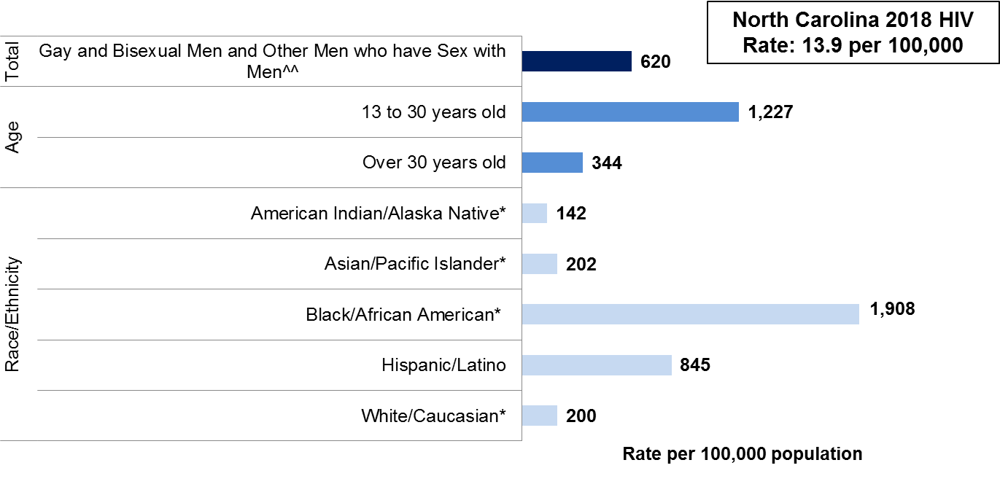 North Carolina 2018 HIV
Rate: 13.9 per 100,000
Total
Gay and Bisexual Men and Other Men who have Sex with
Men^^
620
Age
13 to 30 years old
1,227
Over 30 years old
344
Race/Ethnicity
American Indian/Alaska Native*
142
Asian/Pacific Islander*
202
Black/African American*
1,908
Hispanic/Latino
845
White/Caucasian*
200
Rate per 100,000 population